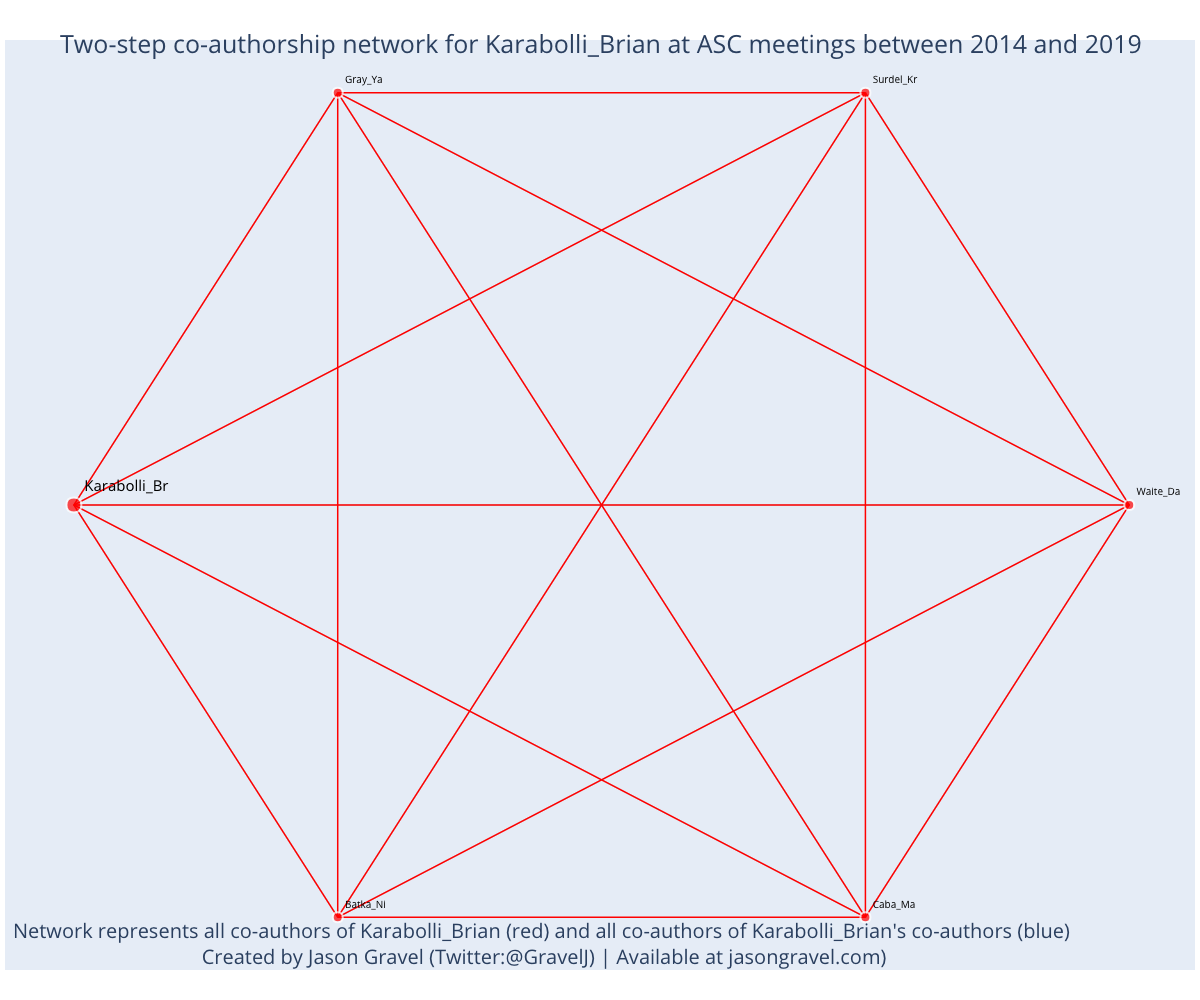 Two-step co-authorship network for Karabolli_Brian at ASC meetings between 2014 and 2019
Gray_Ya
Surdel_Kr
Karabolli_Br
Waite_Da
Batka_Ni
Caba_Ma
Network represents all co-authors of Karabolli_Brian (red) and all co-authors of Karabolli_Brian's co-authors (blue)
Created by Jason Gravel (Twitter:@GravelJ) | Available at jasongravel.com)